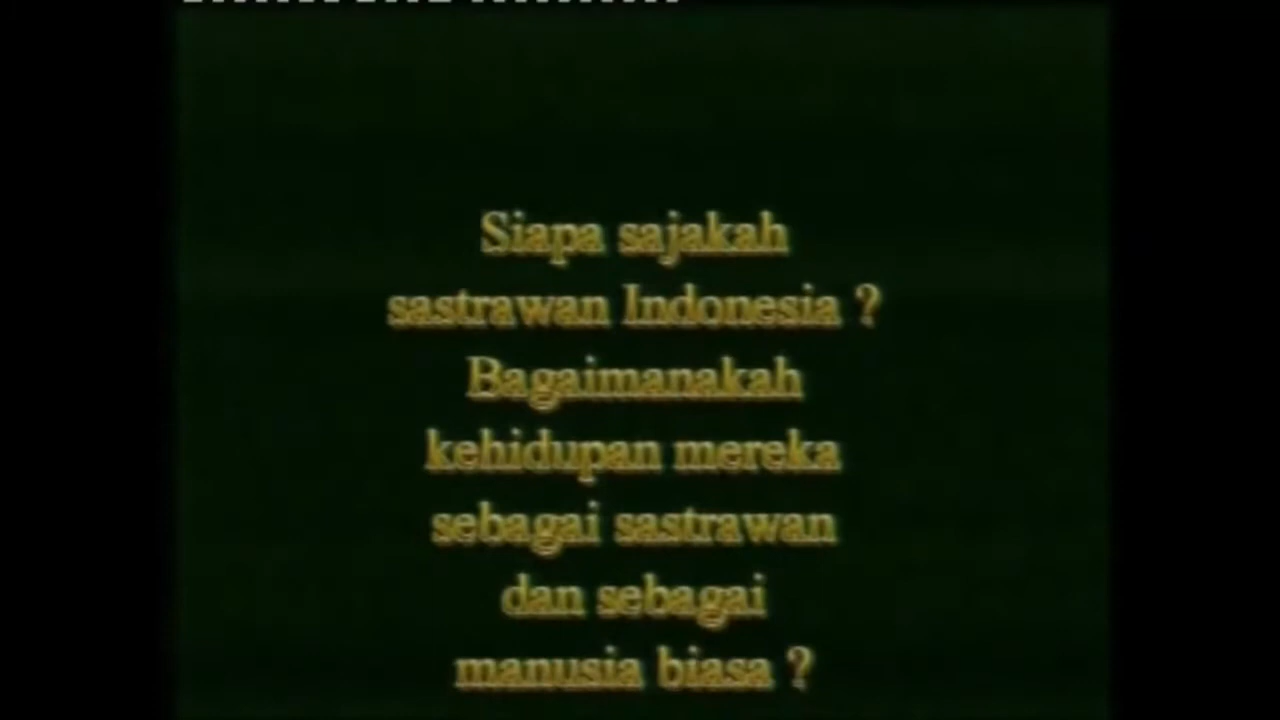 Siapa sajakah
sastrawan Indonesia ?
Bagaimanakah
kehidupan mereka
sebagai sastrawan
dan sebagai
manusia biasa ?